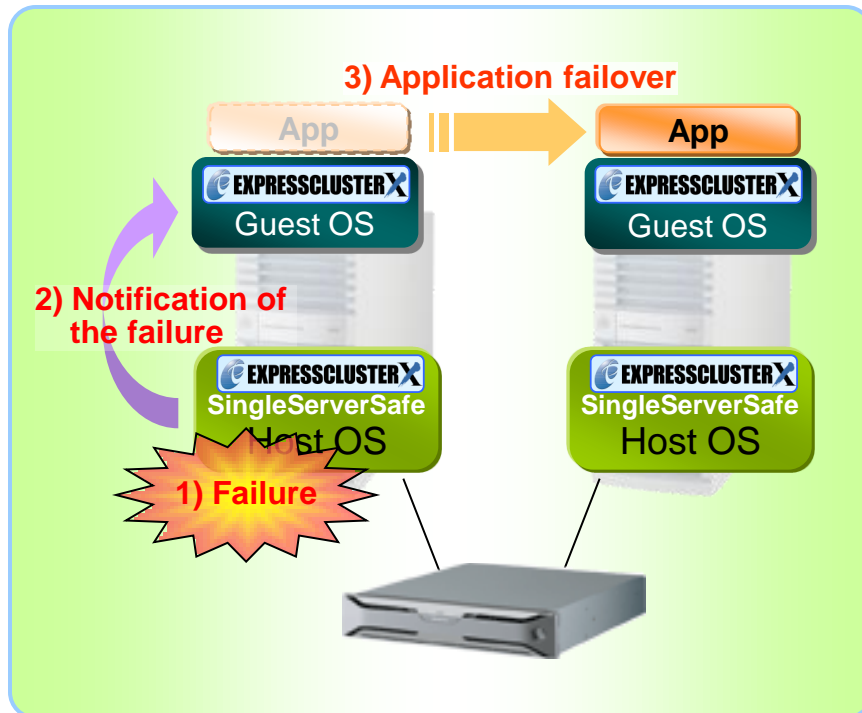 3) Application failover
App
App
EXPRESSCLUSTER X
Guest OS
EXPRESSCLUSTER X
Guest OS
2) Notification of
the failure
EXPRESSCLUSTER X
SingleServerSafe
Host OS
EXPRESSCLUSTER X
SingleServerSafe
Host OS
1) Failure